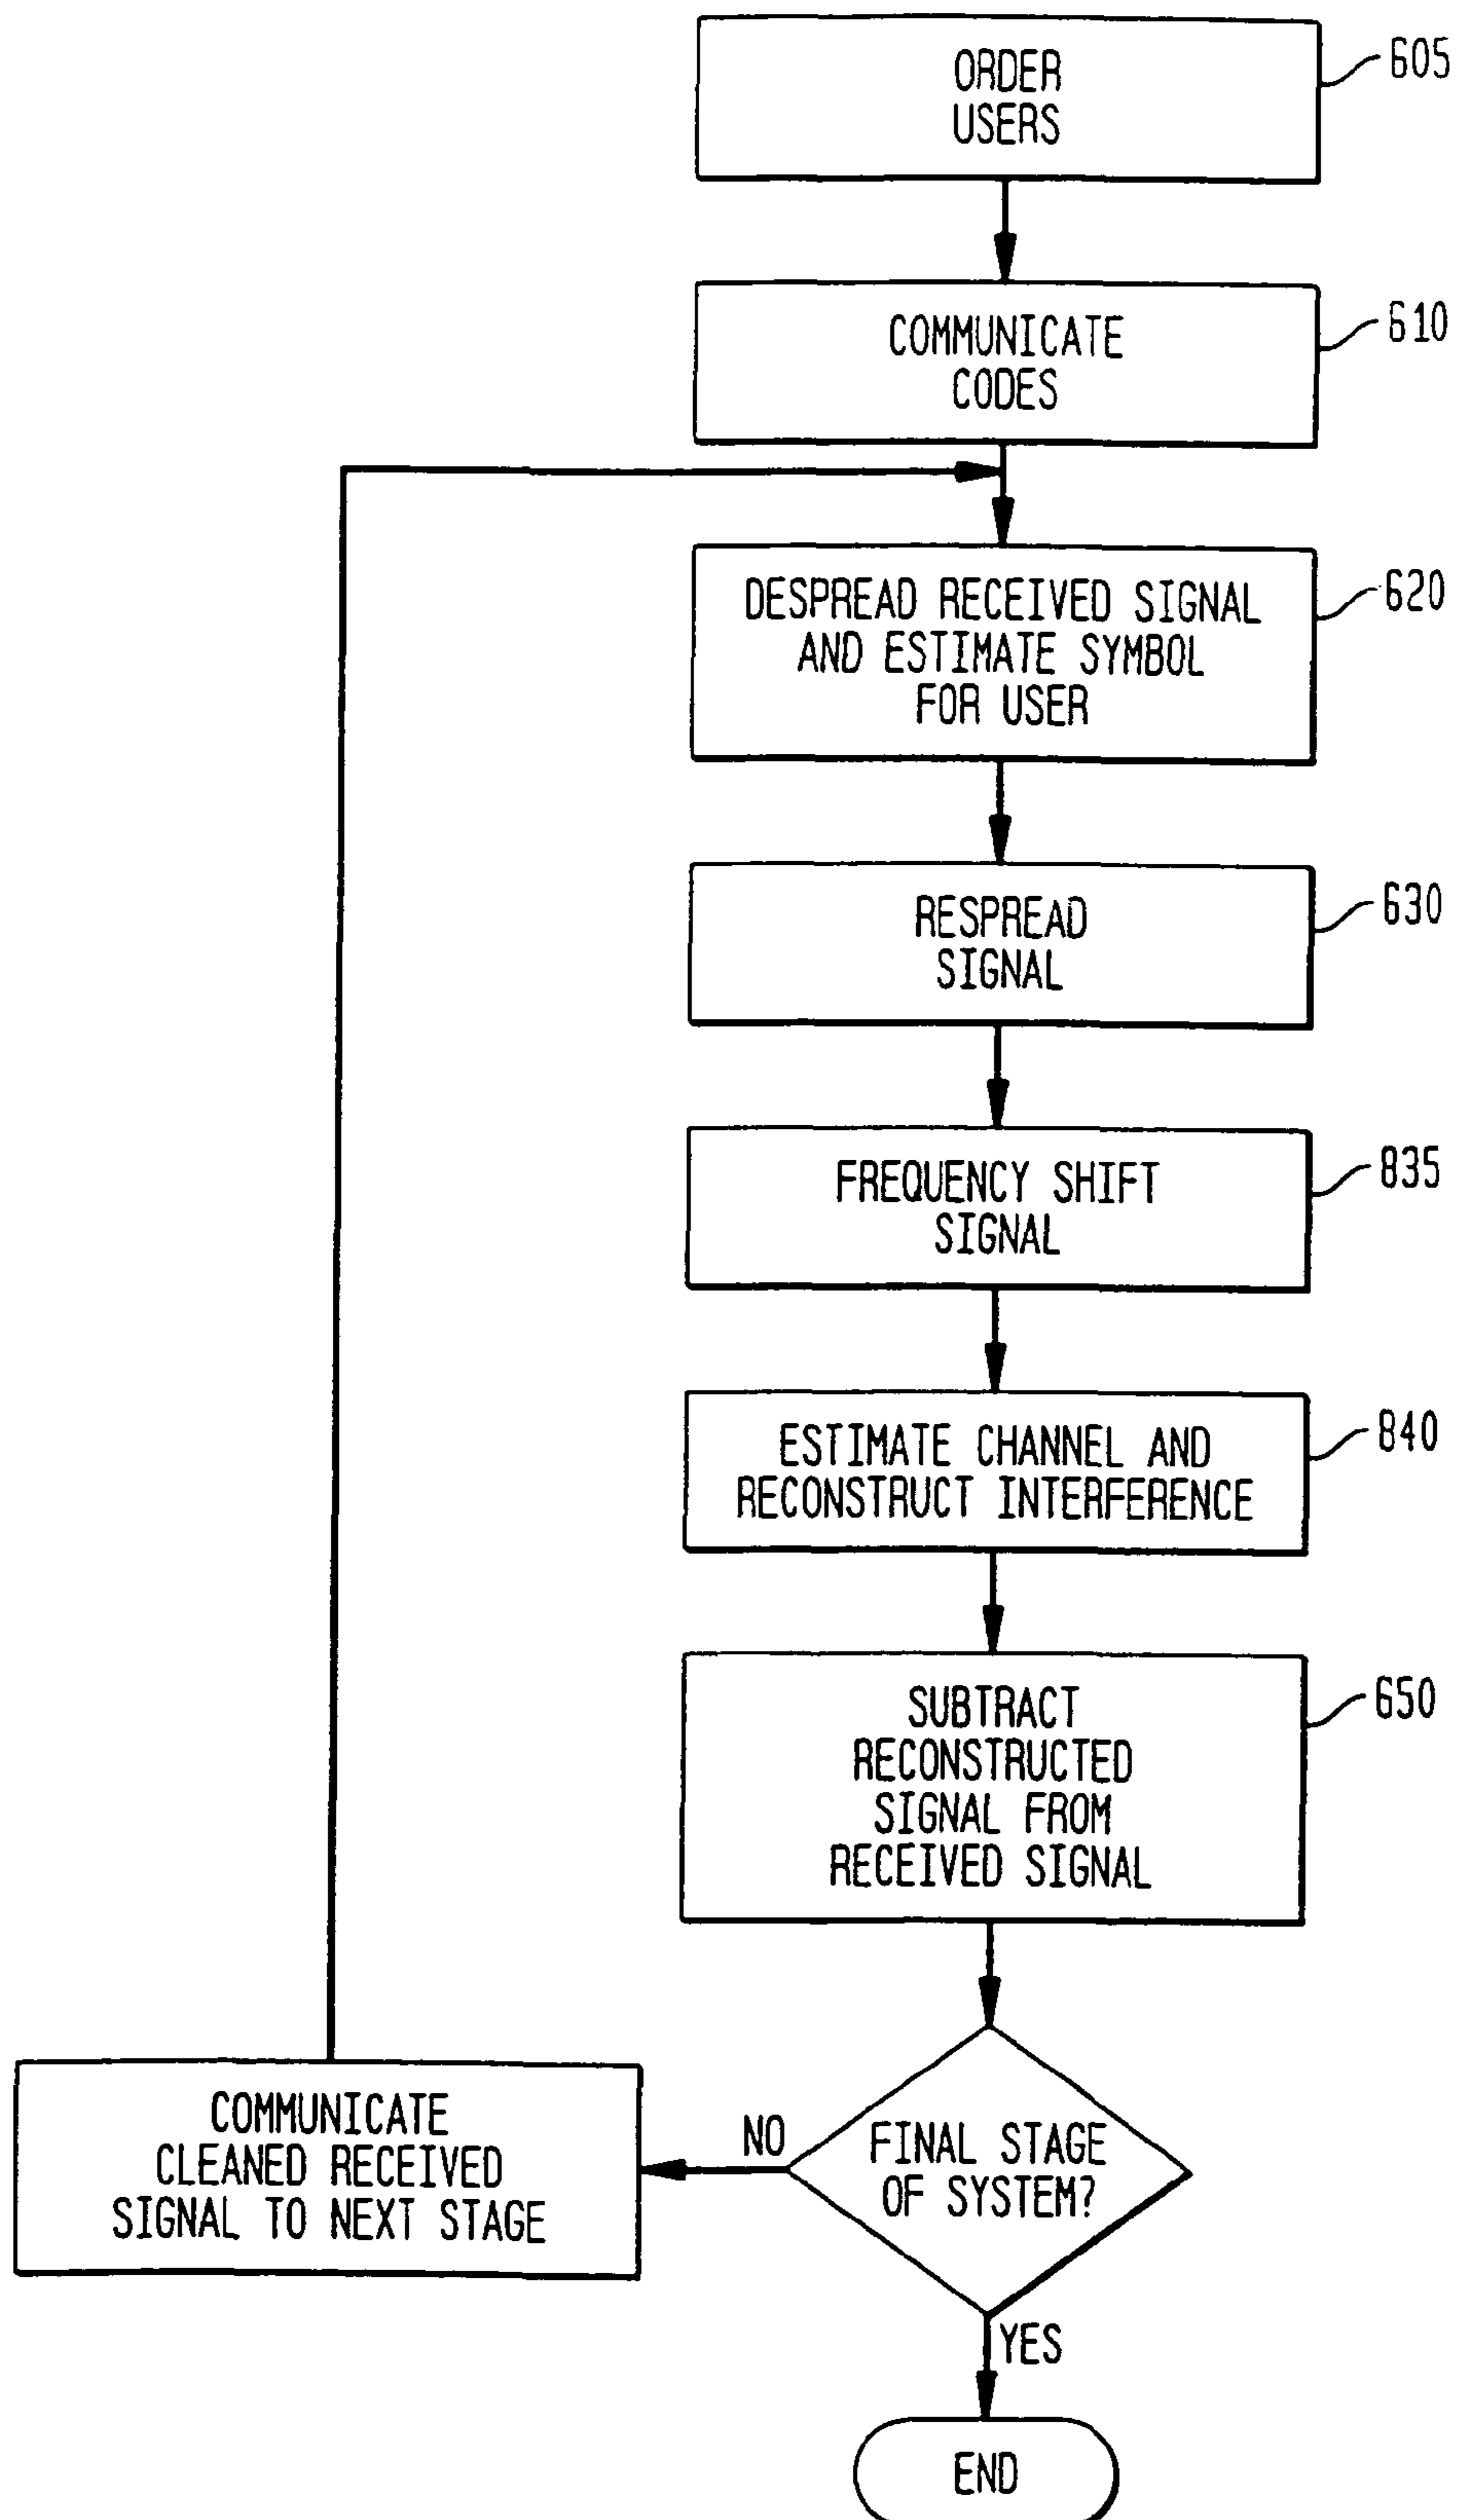 ORDER
USERS
605
COMMUNICATE
CODES
610
DESPREAD RECEIVED SIGNAL
AND ESTIMATE SYMBOL
FOR USER
620
RESPREAD
SIGNAL
630
FREQUENCY SHIFT
SIGNAL
835
ESTIMATE CHANNEL AND
RECONSTRUCT INTERFERENCE
840
SUBTRACT
RECONSTRUCTED
SIGNAL FROM
RECEIVED SIGNAL
650
FINAL STAGE
OF SYSTEM?
NO
COMMUNICATE
CLEANED RECEIVED
SIGNAL TO NEXT STAGE
YES
END